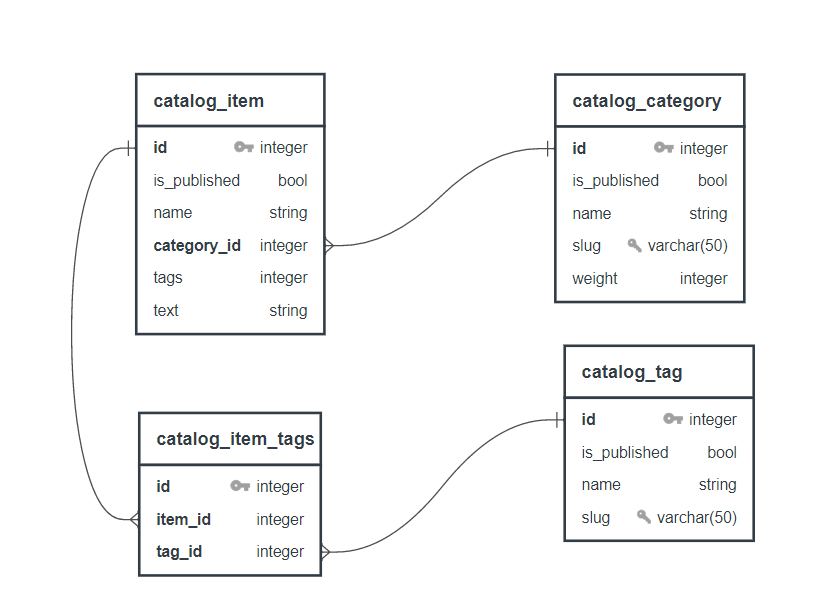 catalog_item
id integer
is_published bool
name string
category_id integer
tags integer
text string
catalog_category
id integer
is_published bool
name string
slug varchar(50)
weight integer
catalog_item_tags
id integer
item_id integer
tag_id integer
catalog_tag
id integer
is_published bool
name string
slug varchar(50)